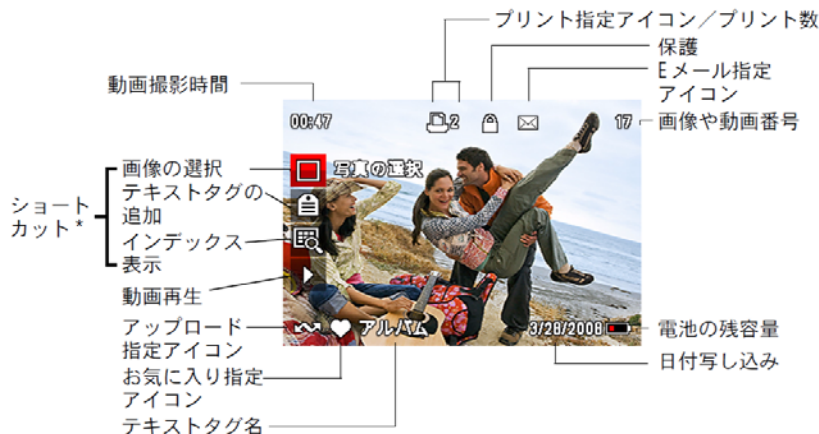 プリント指定アイコン／プリント数
保護
Eメール指定
アイコン
動画撮影時間
00:47
2
17
画像や動画番号
画像の選択
写真の選択
テキストタグの
追加
ショート
カット*
インデックス
表示
動画再生
アップロード
指定アイコン
アルバム
3/28/2008
電池の残容量
日付写し込み
お気に入り指定
アイコン
テキストタグ名